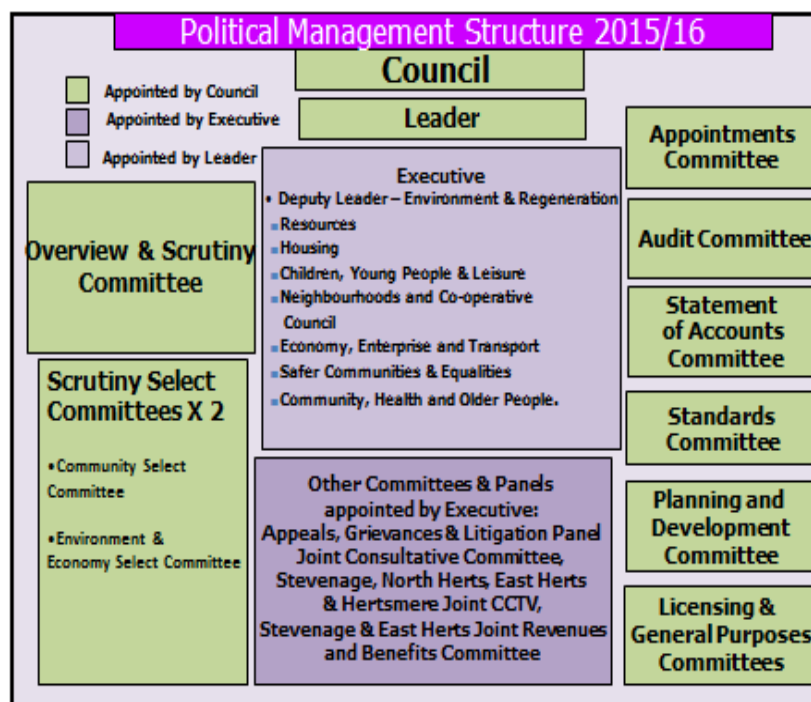 Political Management Structure 2015/16
Council
Leader
Appointed by Council
Appointed by Executive
Appointed by Leader
Overview & Scrutiny
Committee
Scrutiny Select
Committees X 2
•Community Select
Committee
•Environment &
Economy Select Committee
Executive
• Deputy Leader – Environment & Regeneration
■Resources
■Housing
■Children, Young People & Leisure
■Neighbourhoods and Co-operative
Council
■Economy, Enterprise and Transport
■Safer Communities & Equalities
■Community, Health and Older People.
Other Committees & Panels
appointed by Executive:
Appeals, Grievances & Litigation Panel
Joint Consultative Committee,
Stevenage, North Herts, East Herts
& Hertsmere Joint CCTV,
Stevenage & East Herts Joint Revenues
and Benefits Committee
Appointments
Committee
Audit Committee
Statement
of Accounts
Committee
Standards
Committee
Planning and
Development
Committee
Licensing &
General Purposes
Committees